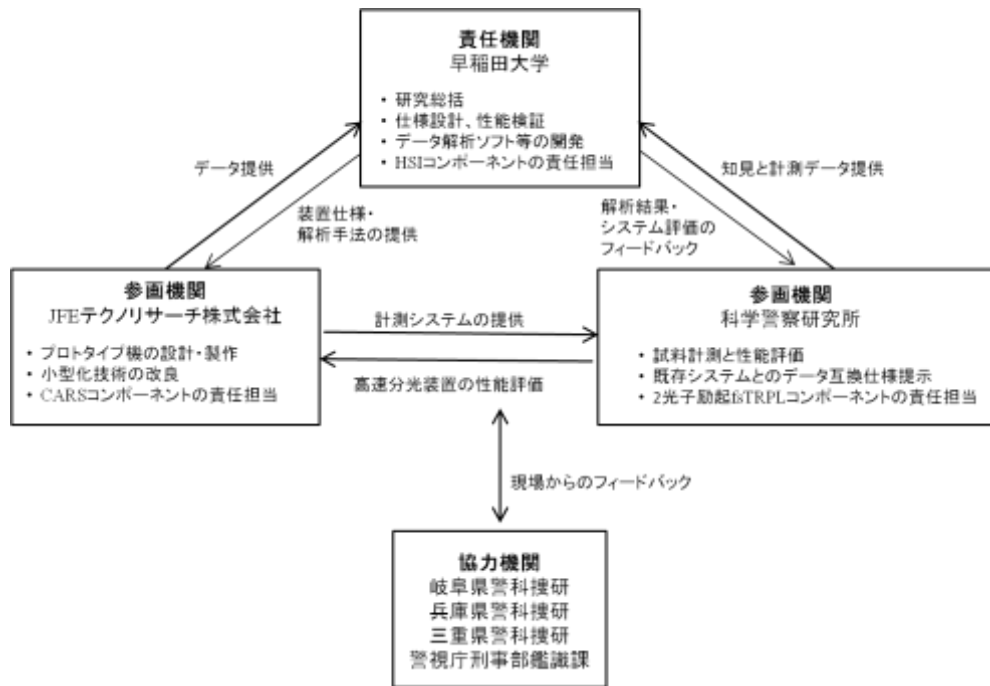 責任機関
早稲田大学
・ 研究総括
・ 仕様設計、性能検証
・ データ解析ソフト等の開発
・ HSIコンポーネントの責任担当
データ提供
知見と計測データ提供
装置仕様・
解析手法の提供
解析結果・
システム評価の
フィードバック
参画機関
JFEテクノリサーチ株式会社
・ プロトタイプ機の設計・製作
・ 小型化技術の改良
・ CARSコンポーネントの責任担当
計測システムの提供
高速分光装置の性能評価
参画機関
科学警察研究所
・ 試料計測と性能評価
・ 既存システムとのデータ互換仕様提示
・ 2光子励起fsTRPLコンポーネントの責任担当
現場からのフィードバック
協力機関
岐阜県警科捜研
兵庫県警科捜研
三重県警科捜研
警視庁刑事部鑑識課